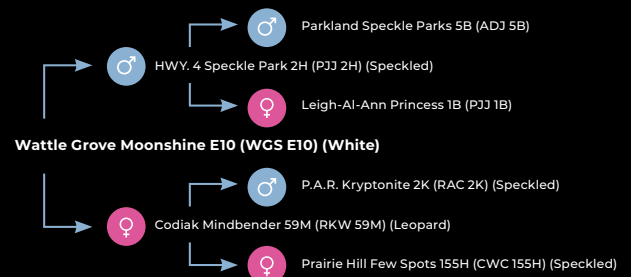 Parkland Speckle Parks 5B (ADJ 5B)
HWY. 4 Speckle Park 2H (PJJ 2H) (Speckled)
Leigh-Al-Ann Princess 1B (PJJ 1B)
Wattle Grove Moonshine E10 (WGS E10) (White)
P.A.R. Kryptonite 2K (RAC 2K) (Speckled)
Codiak Mindbender 59M (RKW 59M) (Leopard)
Prairie Hill Few Spots 155H (CWC 155H) (Speckled)